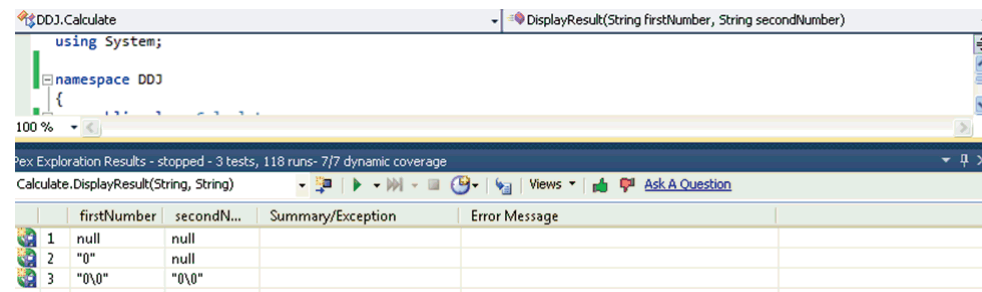 DDJ.Calculate DisplayResult(String firstNumber, String secondNumber)
using System;
namespace DDJ
{
100 %
Pex Exploration Results - stopped - 3 tests, 118 runs- 7/7 dynamic coverage
Calculate.DisplayResult(String, String) Views Ask A Question
firstNumber secondN... Summary/Exception Error Message
1 null null
2 "0" null
3 "0\0" "0\0"